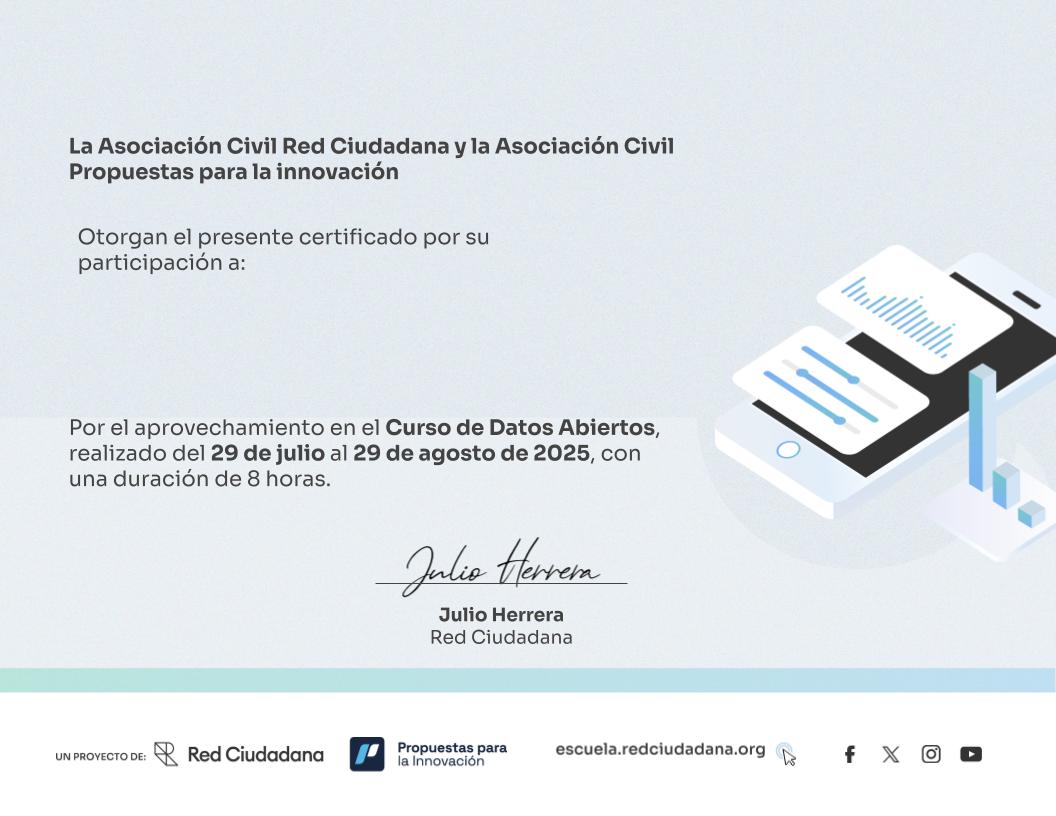 La Asociación Civil Red Ciudadana y la Asociación Civil
Propuestas para la innovación
Otorgan el presente certificado por su
participación a:
Por el aprovechamiento en el Curso de Datos Abiertos,
realizado del 29 de julio al 29 de agosto de 2025, con
una duración de 8 horas.
Julio Herrera
Julio Herrera
Red Ciudadana
UN PROYECTO DE: Red Ciudadana
Propuestas para
la Innovación
escuela.redciudadana.org